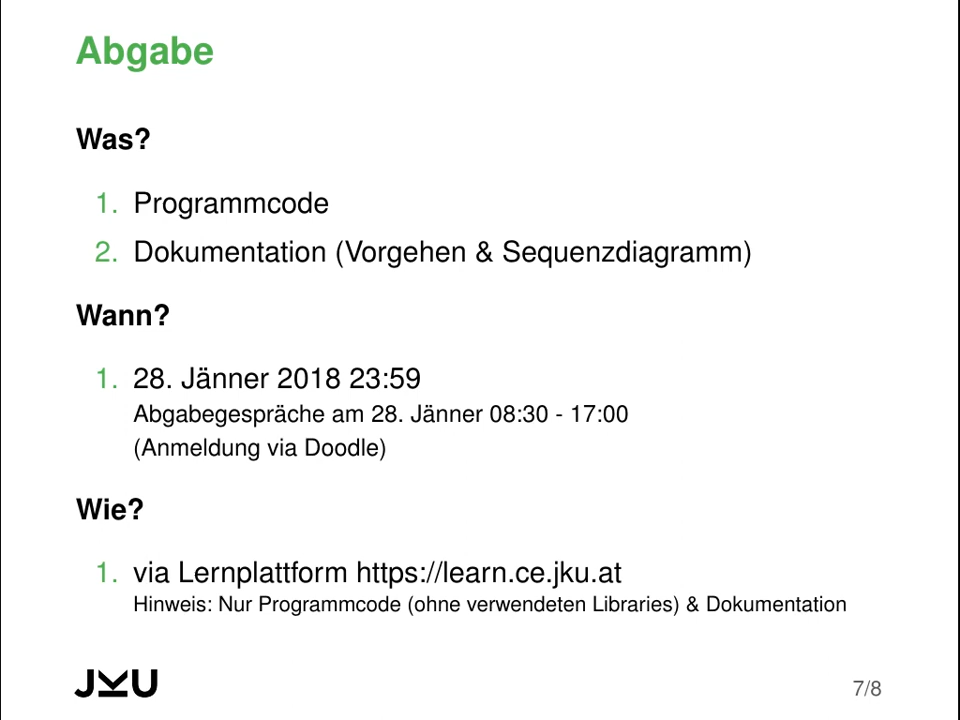 Abgabe
Was?
1. Programmcode
2. Dokumentation (Vorgehen & Sequenzdiagramm)
Wann?
1. 28. Jänner 2018 23:59
Abgabegespräche am 28. Jänner 08:30 - 17:00
(Anmeldung via Doodle)
Wie?
1. via Lernplattform https://learn.ce.jku.at
Hinweis: Nur Programmcode (ohne verwendeten Libraries) & Dokumentation
JKU
7/8